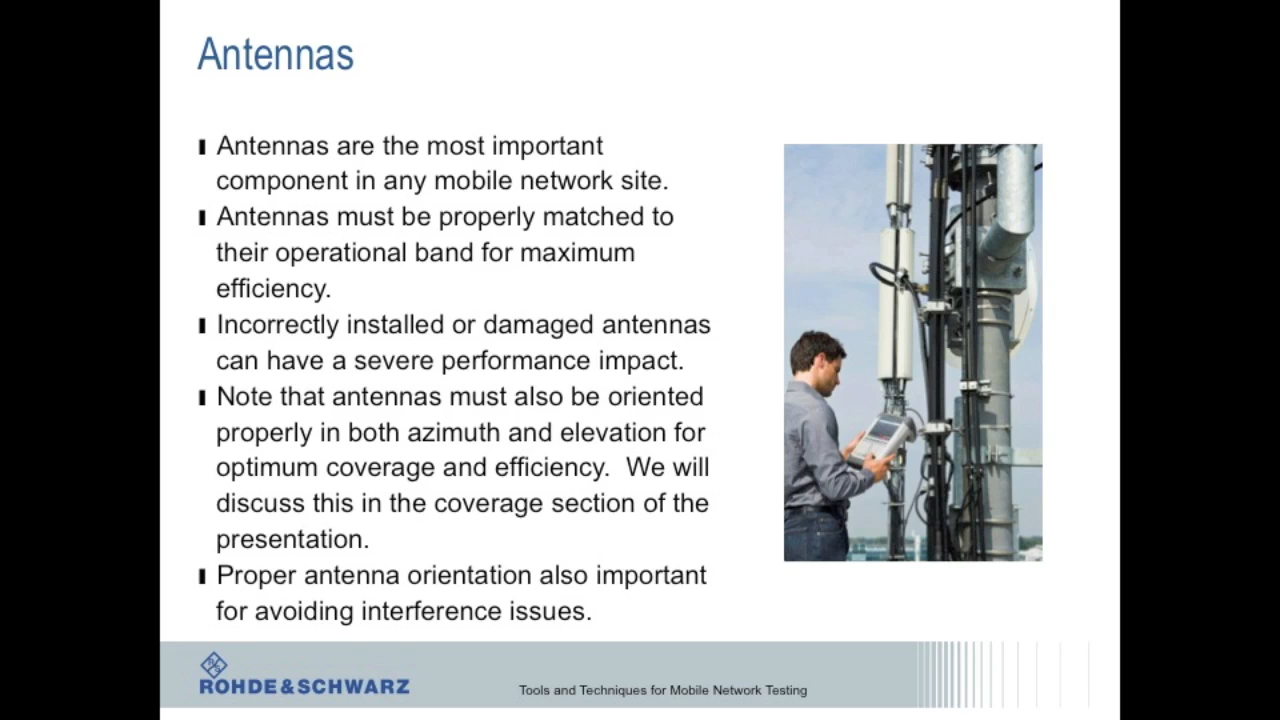 Antennas
Antennas are the most important
component in any mobile network site.
Antennas must be properly matched to
their operational band for maximum
efficiency.
Incorrectly installed or damaged antennas
can have a severe performance impact.
Note that antennas must also be oriented
properly in both azimuth and elevation for
optimum coverage and efficiency.  We will
discuss this in the coverage section of the
presentation.
Proper antenna orientation also important
for avoiding interference issues.
R S
ROHDE&SCHWARZ
Tools and Techniques for Mobile Network Testing